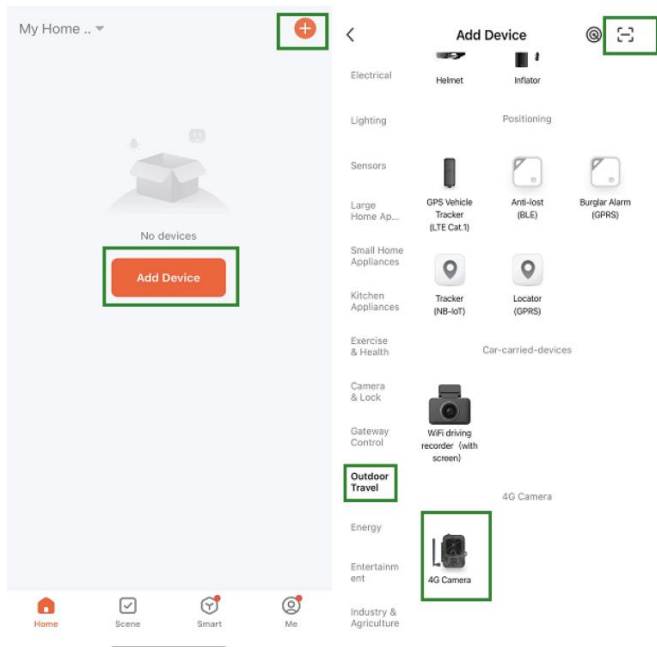 My Home ..
No devices
Add Device
Home
Scene
Smart
Me
Add Device
Electrical
Lighting
Sensors
Large
Home Ap...
Small Home
Appliances
Kitchen
Appliances
Exercise
& Health
Camera
& Lock
Gateway
Control
Outdoor
Travel
Energy
Entertainm
ent
Industry &
Agriculture
Helmet
Inflator
Positioning
GPS Vehicle
Tracker
(LTE Cat.1)
Anti-lost
(BLE)
Burglar Alarm
(GPRS)
Tracker
(NB-IoT)
Locator
(GPRS)
Car-carried-devices
WiFi driving
recorder（with
screen)
4G Camera
4G Camera